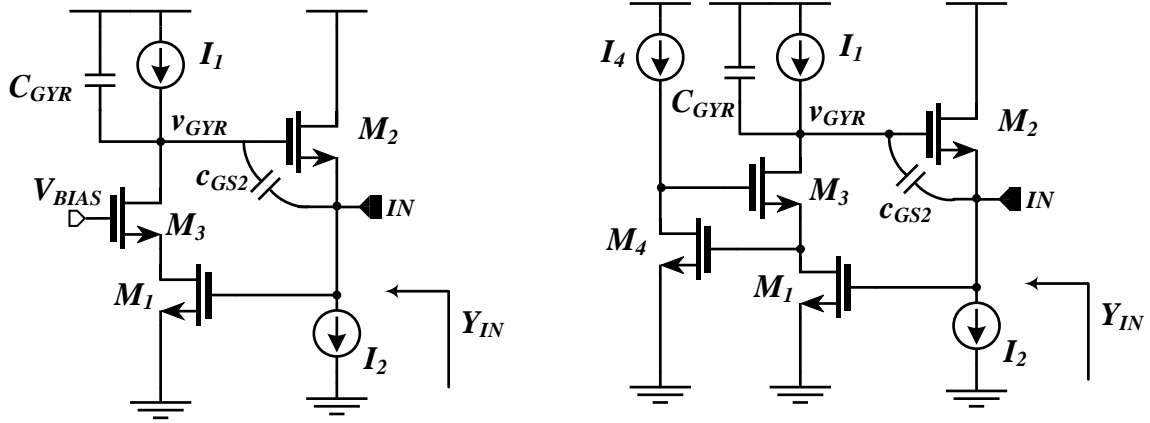 I1
CGYR
vGYR
M2
cGS2
VBIAS
IN
M3
M1
YIN
I2
I4
I1
CGYR
vGYR
M2
M3
IN
cGS2
M4
M1
YIN
I2